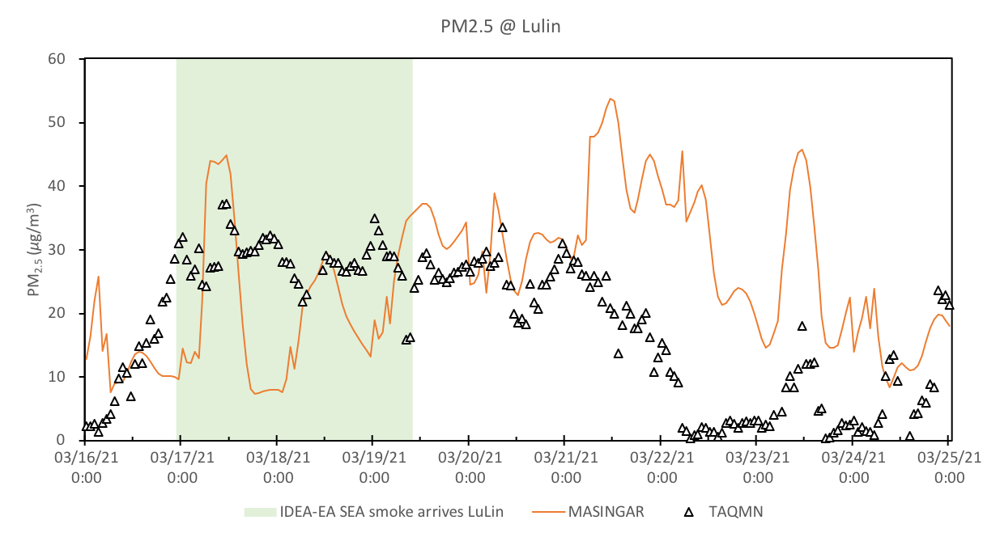 PM2.5 @ Lulin
PM2.5 (µg/m³)
60
50
40
30
20
10
0
03/16/21 03/17/21 03/18/21 03/19/21 03/20/21 03/21/21 03/22/21 03/23/21 03/24/21 03/25/21
0:00 0:00 0:00 0:00 0:00 0:00 0:00 0:00 0:00 0:00
IDEA-EA SEA smoke arrives LuLin MASINGAR TAQMN